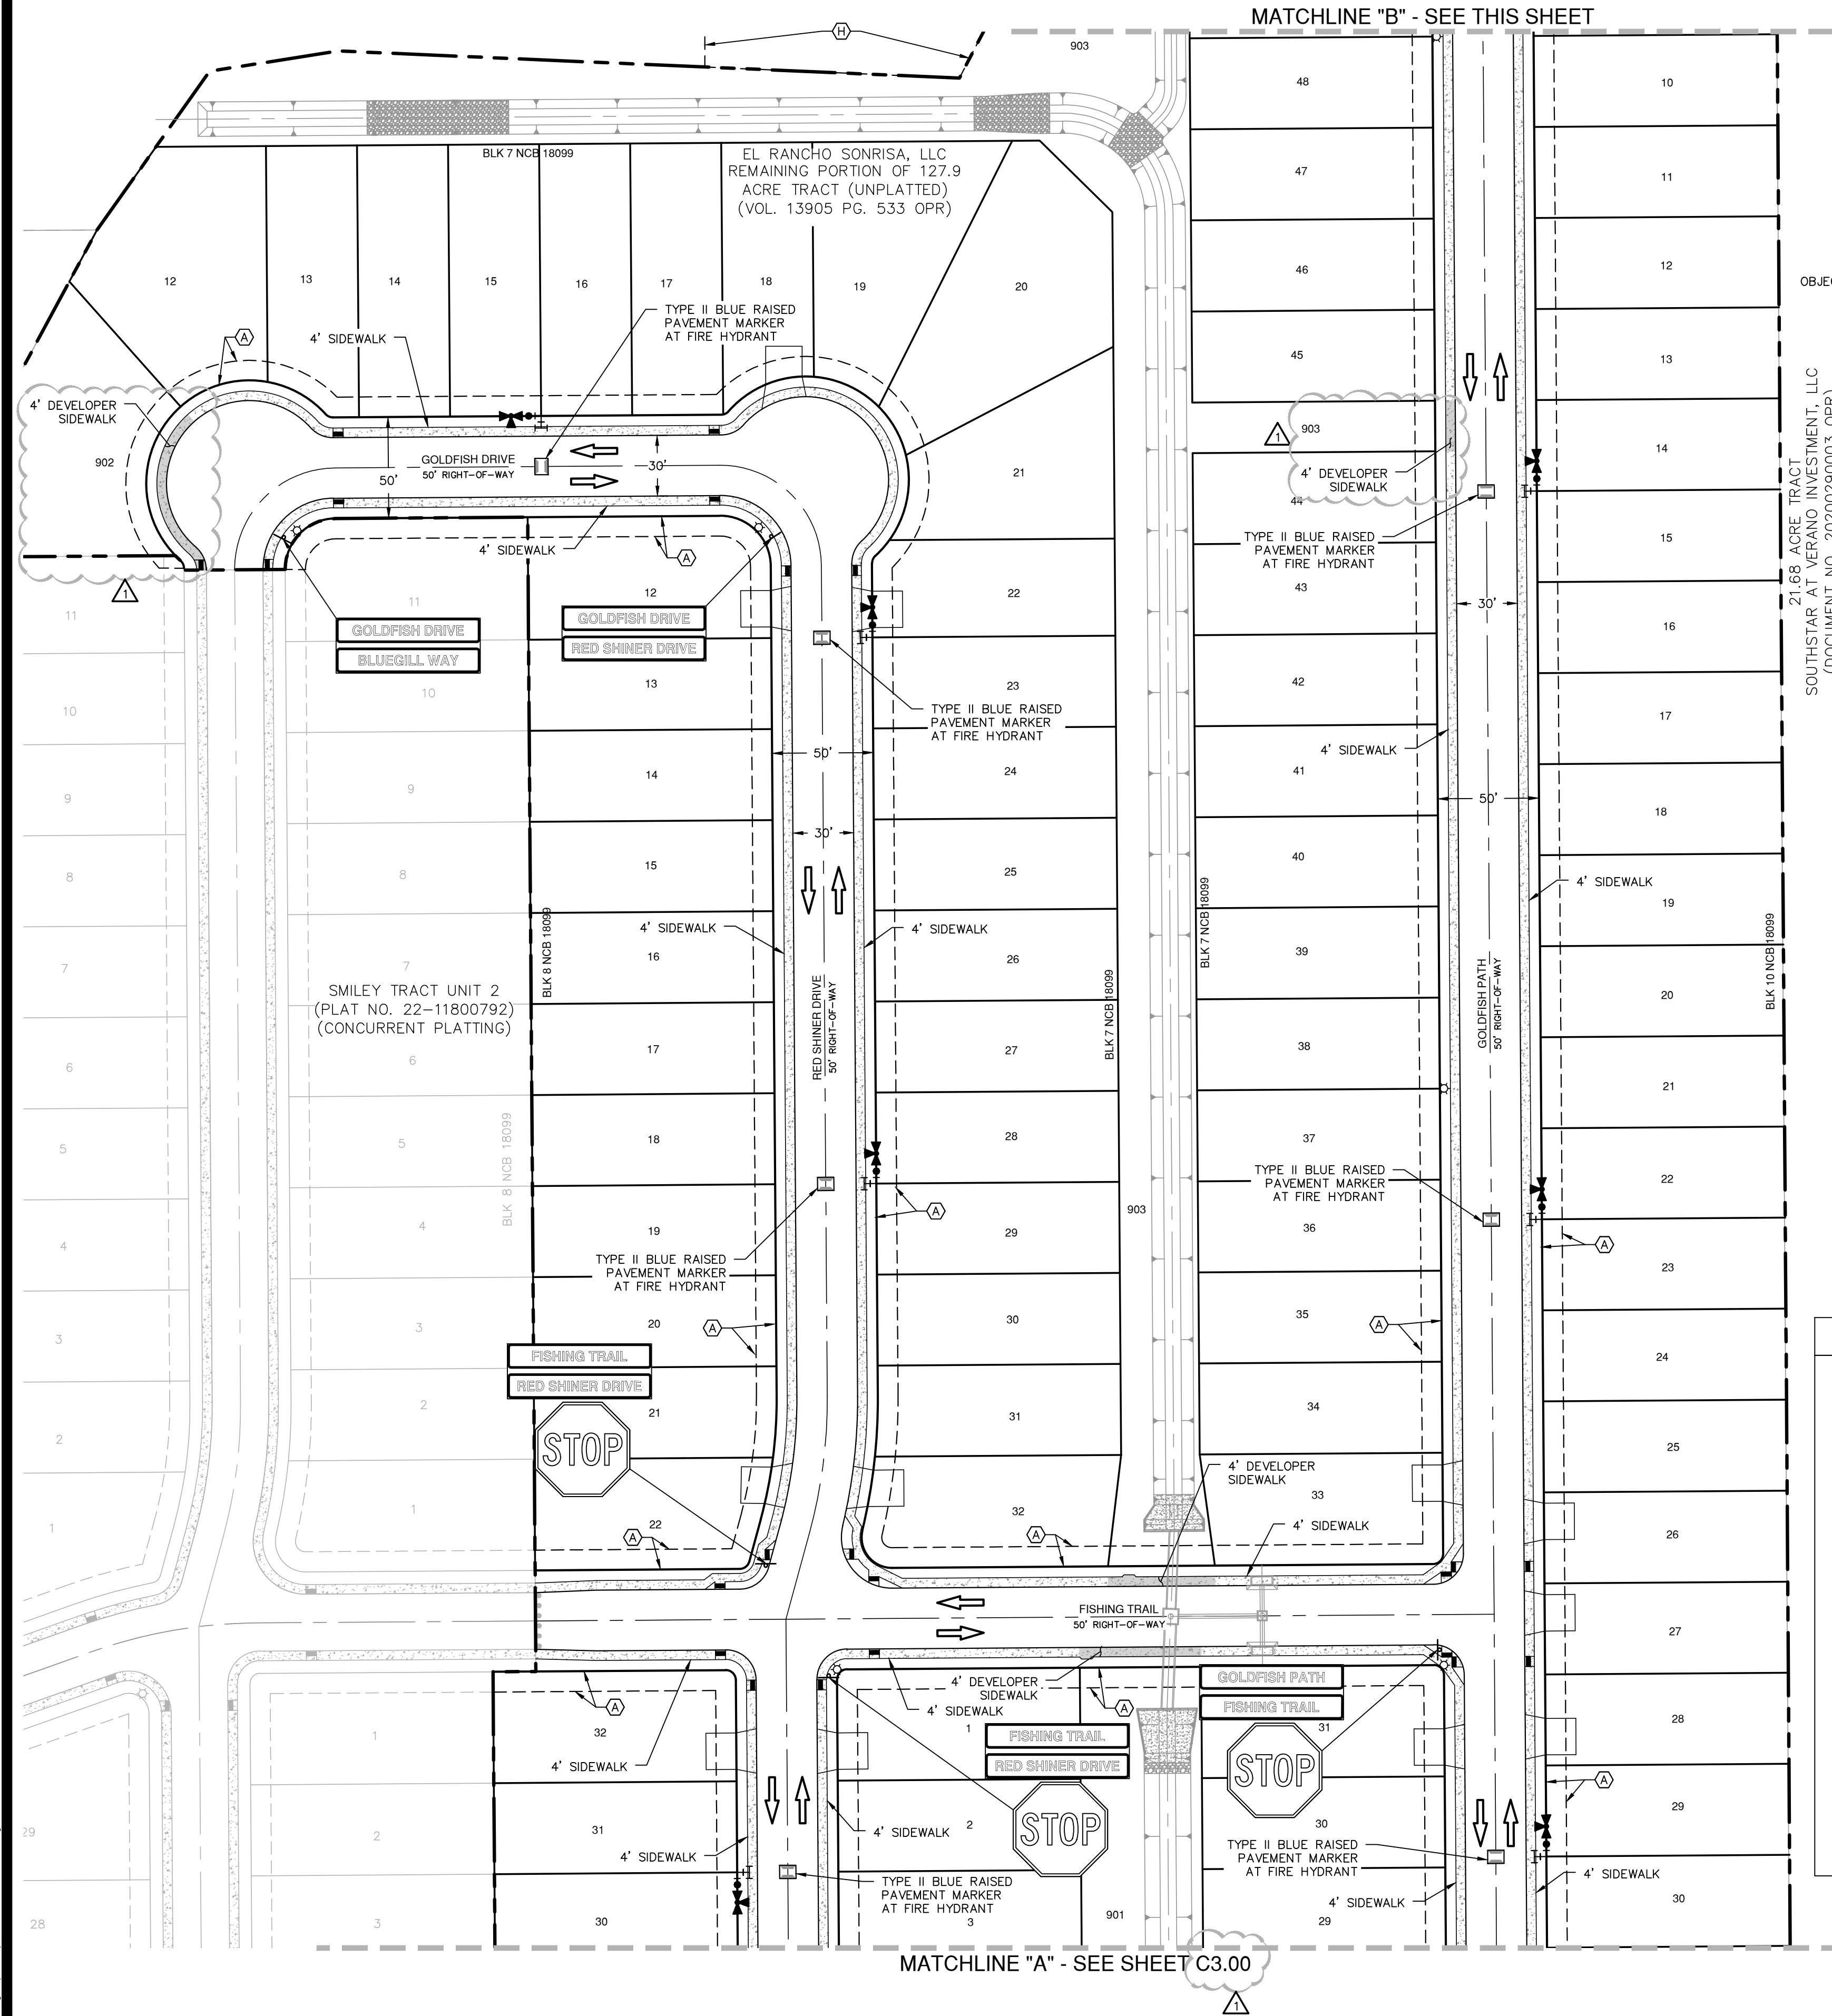 MATCHLINE "B" - SEE THIS SHEET
H
903
48
10
BLK 7 NCB 18099
EL RANCHO SONRISA, LLC
REMAINING PORTION OF 127.9
ACRE TRACT (UNPLATTED)
(VOL. 13905 PG. 533 OPR)
47
11
12
13
14
15
16
17
18
19
20
46
12
TYPE II BLUE RAISED
PAVEMENT MARKER
AT FIRE HYDRANT
4' SIDEWALK
A
45
13
4' DEVELOPER
SIDEWALK
902
GOLDFISH DRIVE
50' RIGHT-OF-WAY
50'
30'
21
1
903
4' DEVELOPER
SIDEWALK
44
14
21.68 ACRE TRACT
SOUTHSTAR AT VERANO INVESTMENT, LLC
(DOCUMENT NO. 20200290003 OPR)
4' SIDEWALK
A
TYPE II BLUE RAISED
PAVEMENT MARKER
AT FIRE HYDRANT
15
1
11
11
GOLDFISH DRIVE
BLUEGILL WAY
12
GOLDFISH DRIVE
RED SHINER DRIVE
22
43
30'
16
10
10
13
23
TYPE II BLUE RAISED
PAVEMENT MARKER
AT FIRE HYDRANT
42
17
4' SIDEWALK
50'
9
9
14
24
41
50'
18
30'
8
8
15
25
40
4' SIDEWALK
19
BLK 8 NCB 18099
4' SIDEWALK
4' SIDEWALK
BLK 7 NCB 18099
BLK 10 NCB 18099
7
7
16
26
39
SMILEY TRACT UNIT 2
(PLAT NO. 22-11800792)
(CONCURRENT PLATTING)
RED SHINER DRIVE
50' RIGHT-OF-WAY
BLK 7 NCB 18099
GOLDFISH PATH
50' RIGHT-OF-WAY
20
6
6
17
27
38
21
5
5
BLK 8 NCB 18099
18
28
37
TYPE II BLUE RAISED
PAVEMENT MARKER
AT FIRE HYDRANT
22
4
4
19
A
29
903
36
A
23
TYPE II BLUE RAISED
PAVEMENT MARKER
AT FIRE HYDRANT
3
3
20
A
30
35
A
24
FISHING TRAIL
RED SHINER DRIVE
2
2
21
STOP
31
34
25
4' DEVELOPER
SIDEWALK
1
1
22
A
32
A
33
4' SIDEWALK
26
FISHING TRAIL
50' RIGHT-OF-WAY
27
4' DEVELOPER
SIDEWALK
A
GOLDFISH PATH
FISHING TRAIL
A
4' SIDEWALK
1
32
1
31
28
4' SIDEWALK
FISHING TRAIL
RED SHINER DRIVE
STOP
A
29
2
31
4' SIDEWALK
2
STOP
30
29
4' SIDEWALK
TYPE II BLUE RAISED
PAVEMENT MARKER
AT FIRE HYDRANT
4' SIDEWALK
TYPE II BLUE RAISED
PAVEMENT MARKER
AT FIRE HYDRANT
4' SIDEWALK
28
3
30
3
901
29
30
MATCHLINE "A" - SEE SHEET C3.00
1